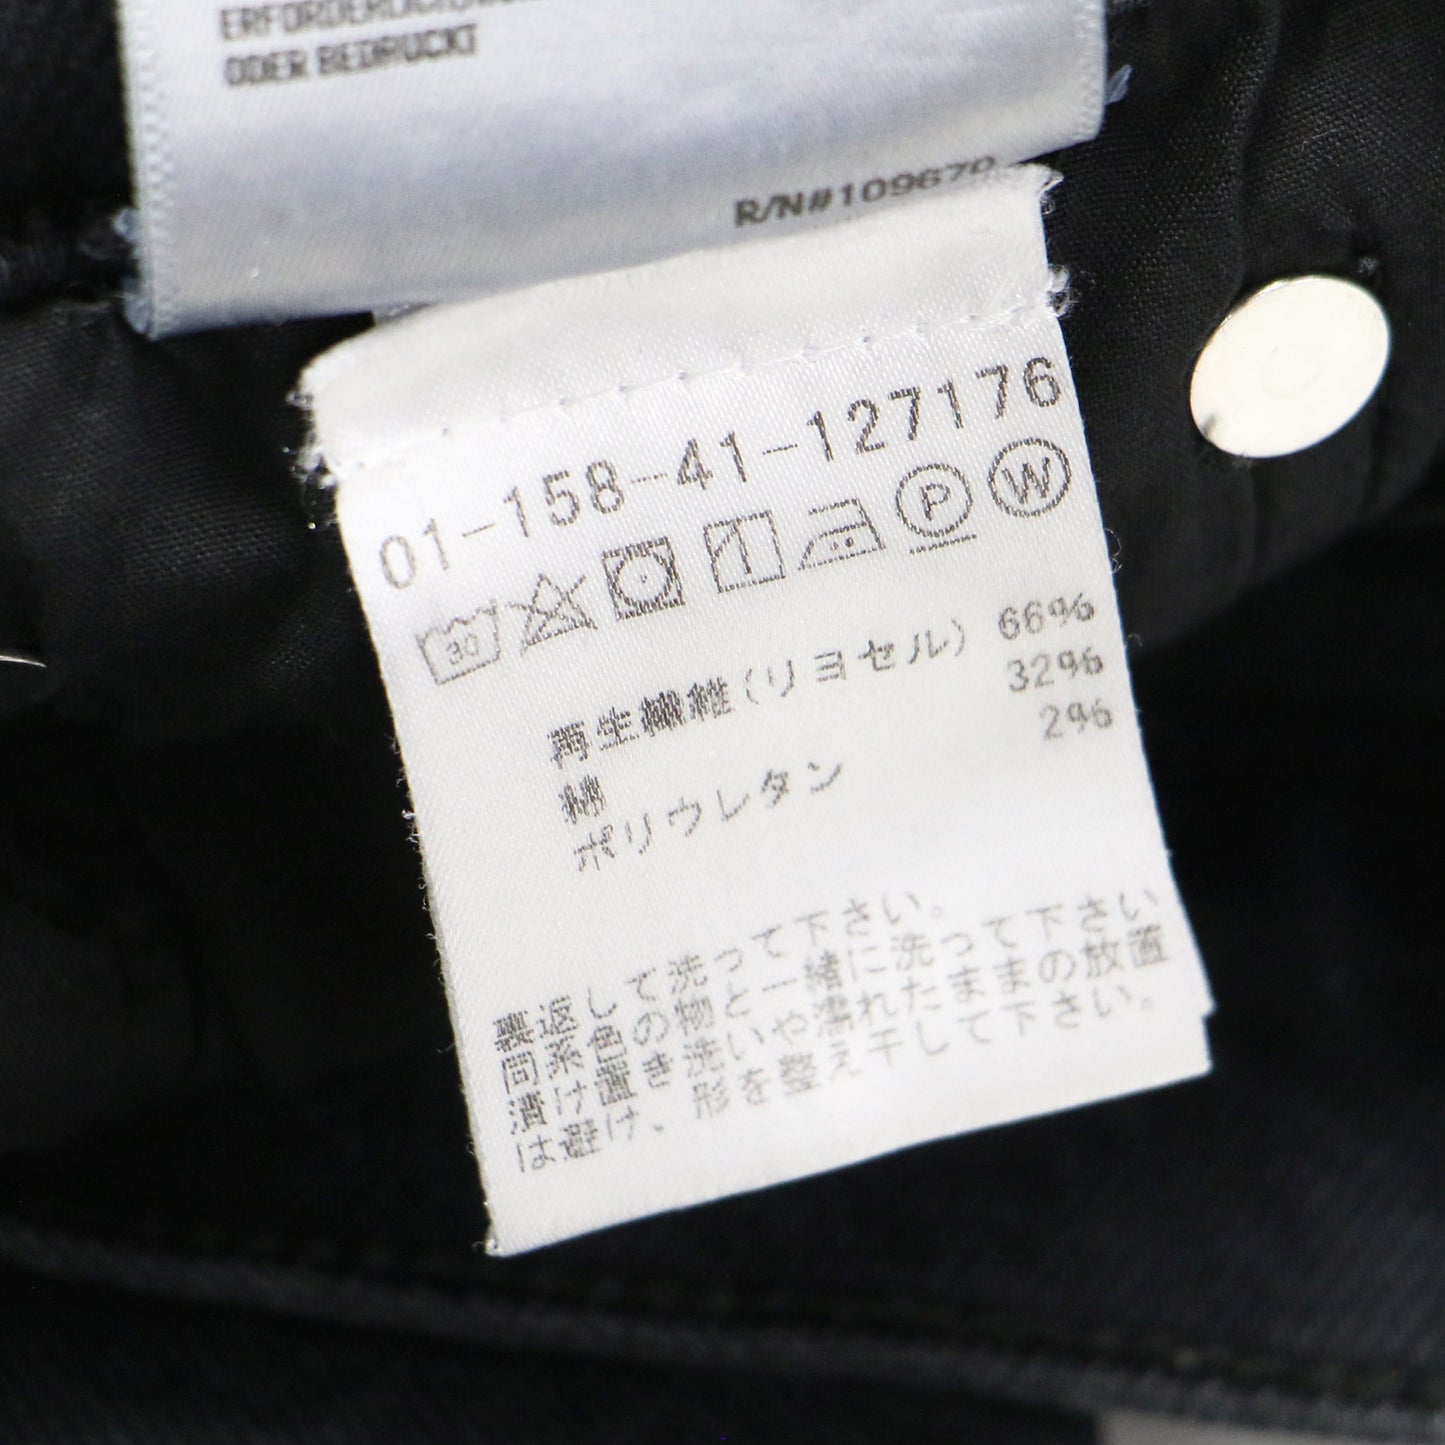 ODER BEDRUCKT
R/N#109670
01-158-41-127176
30 P W
再生繊維(リヨセル) 66%
綿 32%
ポリウレタン 2%
裏返しで洗って下さい。
同系色の物と一緒に洗って下さい
漬け置き洗いや濡れたままの放置
は避け、形を整え干して下さい。